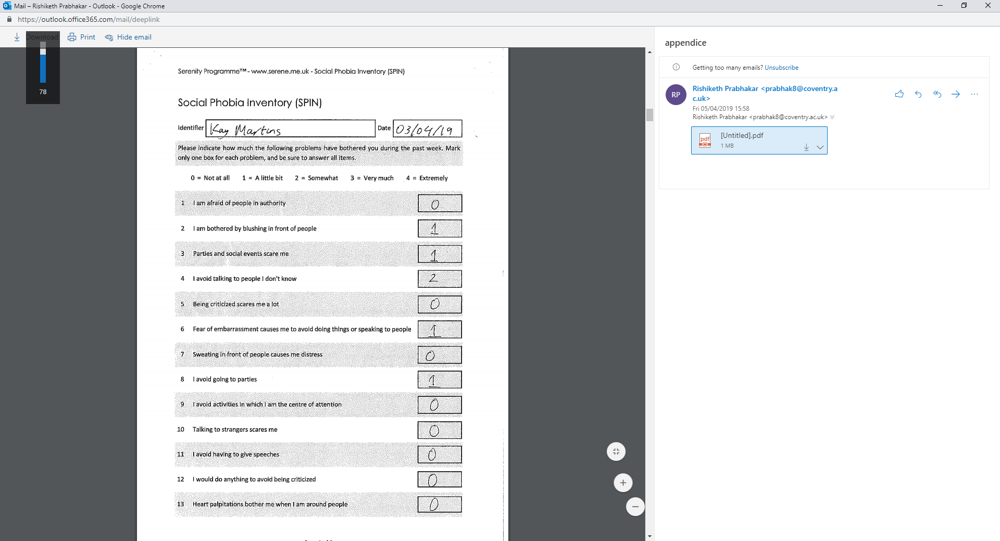 Mail – Rishiketh Prabhakar - Outlook - Google Chrome
https://outlook.office365.com/mail/deeplink
Download Print Hide email
78
Serenity Programme™ - www.serene.me.uk - Social Phobia Inventory (SPIN)
Social Phobia Inventory (SPIN)
Identifier Kay Martins Date 03/04/19
Please indicate how much the following problems have bothered you during the past week. Mark
only one box for each problem, and be sure to answer all items.
0 = Not at all 1 = A little bit 2 = Somewhat 3 = Very much 4 = Extremely
1 I am afraid of people in authority 0
2 I am bothered by blushing in front of people 1
3 Parties and social events scare me 1
4 I avoid talking to people I don't know 2
5 Being criticized scares me a lot 0
6 Fear of embarrassment causes me to avoid doing things or speaking to people 1
7 Sweating in front of people causes me distress 0
8 I avoid going to parties 1
9 I avoid activities in which I am the centre of attention 0
10 Talking to strangers scares me 0
11 I avoid having to give speeches 0
12 I would do anything to avoid being criticized 0
13 Heart palpitations bother me when I am around people 0
appendice
Getting too many emails? Unsubscribe
RP
Rishiketh Prabhakar <prabhak8@coventry.a
c.uk>
Fri 05/04/2019 15:58
Rishiketh Prabhakar <prabhak8@coventry.ac.uk>
pdf
[Untitled].pdf
1 MB